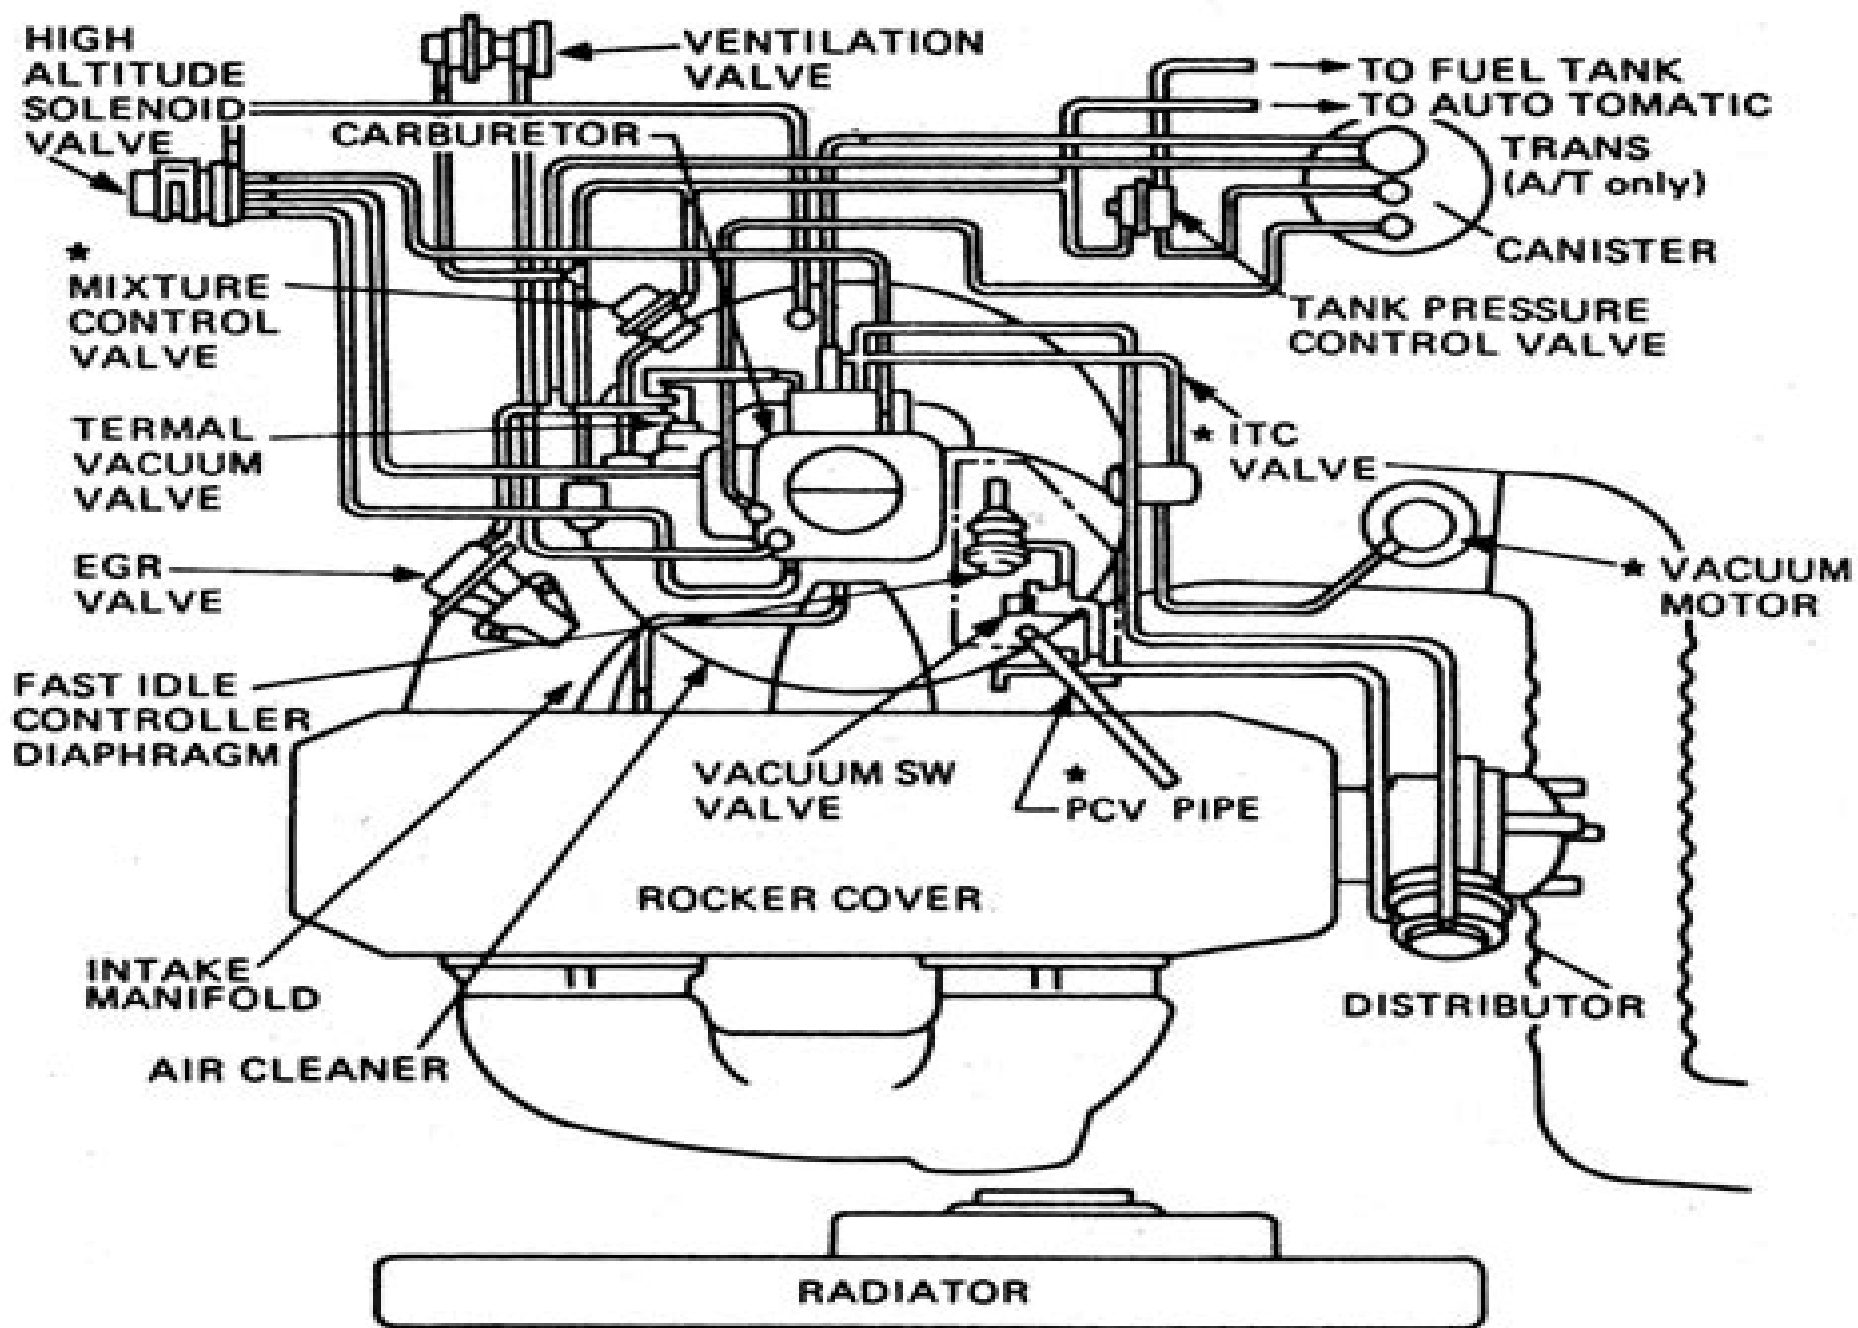 HIGH
ALTITUDE
SOLENOID
VALVE
VENTILATION
VALVE
CARBURETOR
TO FUEL TANK
TO AUTO TOMATIC
TRANS
(A/T only)
CANISTER
TANK PRESSURE
CONTROL VALVE
*
MIXTURE
CONTROL
VALVE
TERMAL
VACUUM
VALVE
* ITC
VALVE
EGR
VALVE
* VACUUM
MOTOR
FAST IDLE
CONTROLLER
DIAPHRAGM
VACUUM SW
VALVE
*
PCV PIPE
ROCKER COVER
INTAKE
MANIFOLD
AIR CLEANER
DISTRIBUTOR
RADIATOR